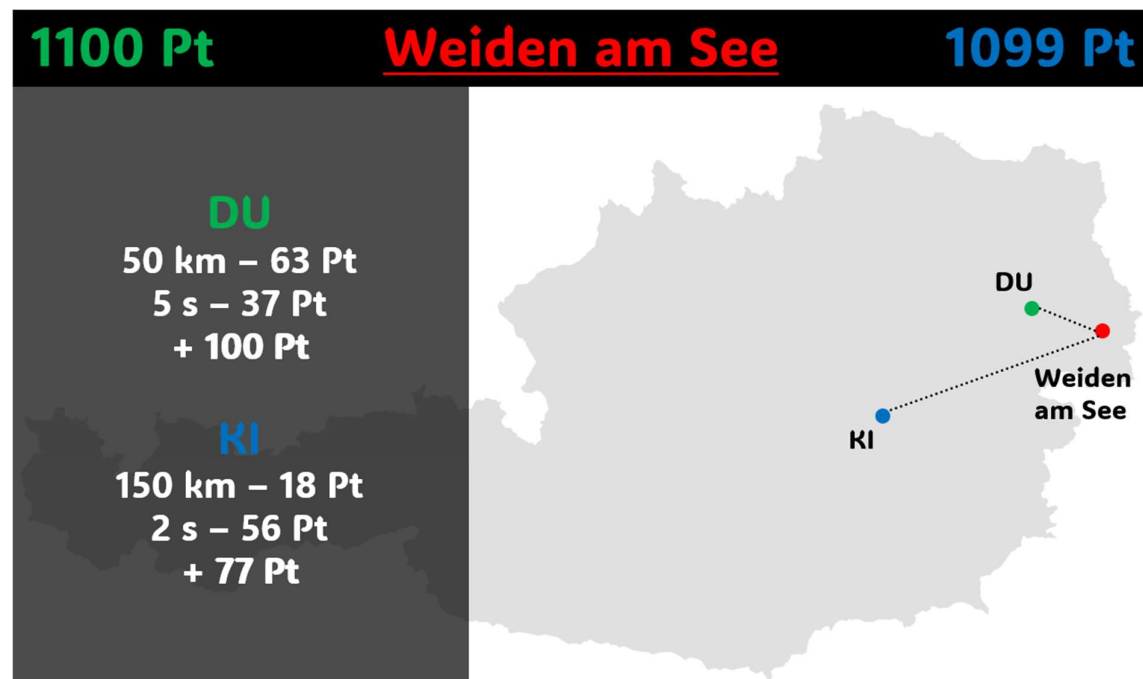 1100 Pt Weiden am See 1099 Pt
DU
50 km – 63 Pt
5 s – 37 Pt
+ 100 Pt
KI
150 km – 18 Pt
2 s – 56 Pt
+ 77 Pt
DU
Weiden
am See
KI